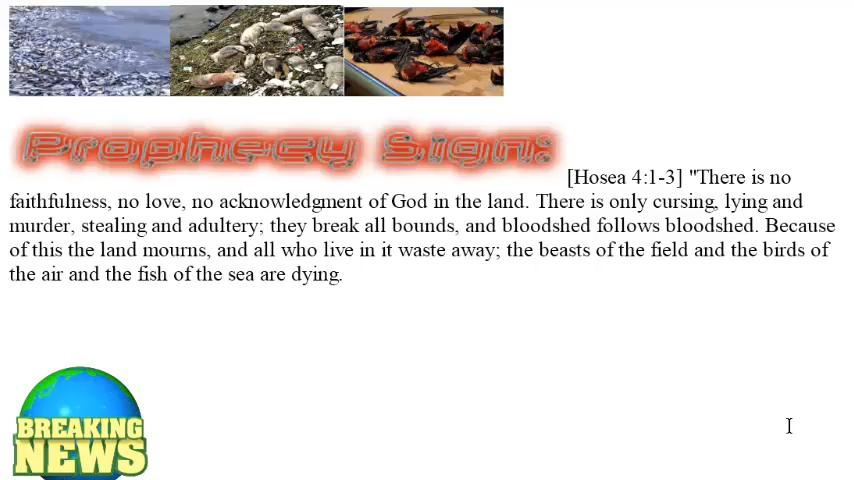 Prophecy Sign:
[Hosea 4:1-3] "There is no
faithfulness, no love, no acknowledgment of God in the land. There is only cursing, lying and
murder, stealing and adultery; they break all bounds, and bloodshed follows bloodshed. Because
of this the land mourns, and all who live in it waste away; the beasts of the field and the birds of
the air and the fish of the sea are dying.
BREAKING
NEWS